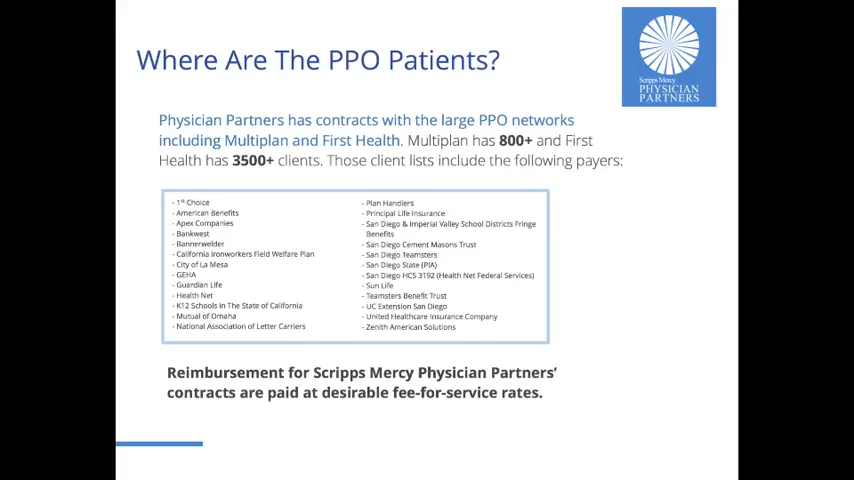 Where Are The PPO Patients?
Scripps Mercy
PHYSICIAN
PARTNERS
Physician Partners has contracts with the large PPO networks
including Multiplan and First Health. Multiplan has 800+ and First
Health has 3500+ clients. Those client lists include the following payers:
- 1st Choice
- American Benefits
- Apex Companies
- Bankwest
- Bannerwelder
- California Ironworkers Field Welfare Plan
- City of La Mesa
- GEHA
- Guardian Life
- Health Net
- K12 Schools in The State of California
- Mutual of Omaha
- National Association of Letter Carriers
- Plan Handlers
- Principal Life Insurance
- San Diego & Imperial Valley School Districts Fringe
Benefits
- San Diego Cement Masons Trust
- San Diego Teamsters
- San Diego State (PIA)
- San Diego HCS 3192 (Health Net Federal Services)
- Sun Life
- Teamsters Benefit Trust
- UC Extension San Diego
- United Healthcare Insurance Company
- Zenith American Solutions
Reimbursement for Scripps Mercy Physician Partners’
contracts are paid at desirable fee-for-service rates.